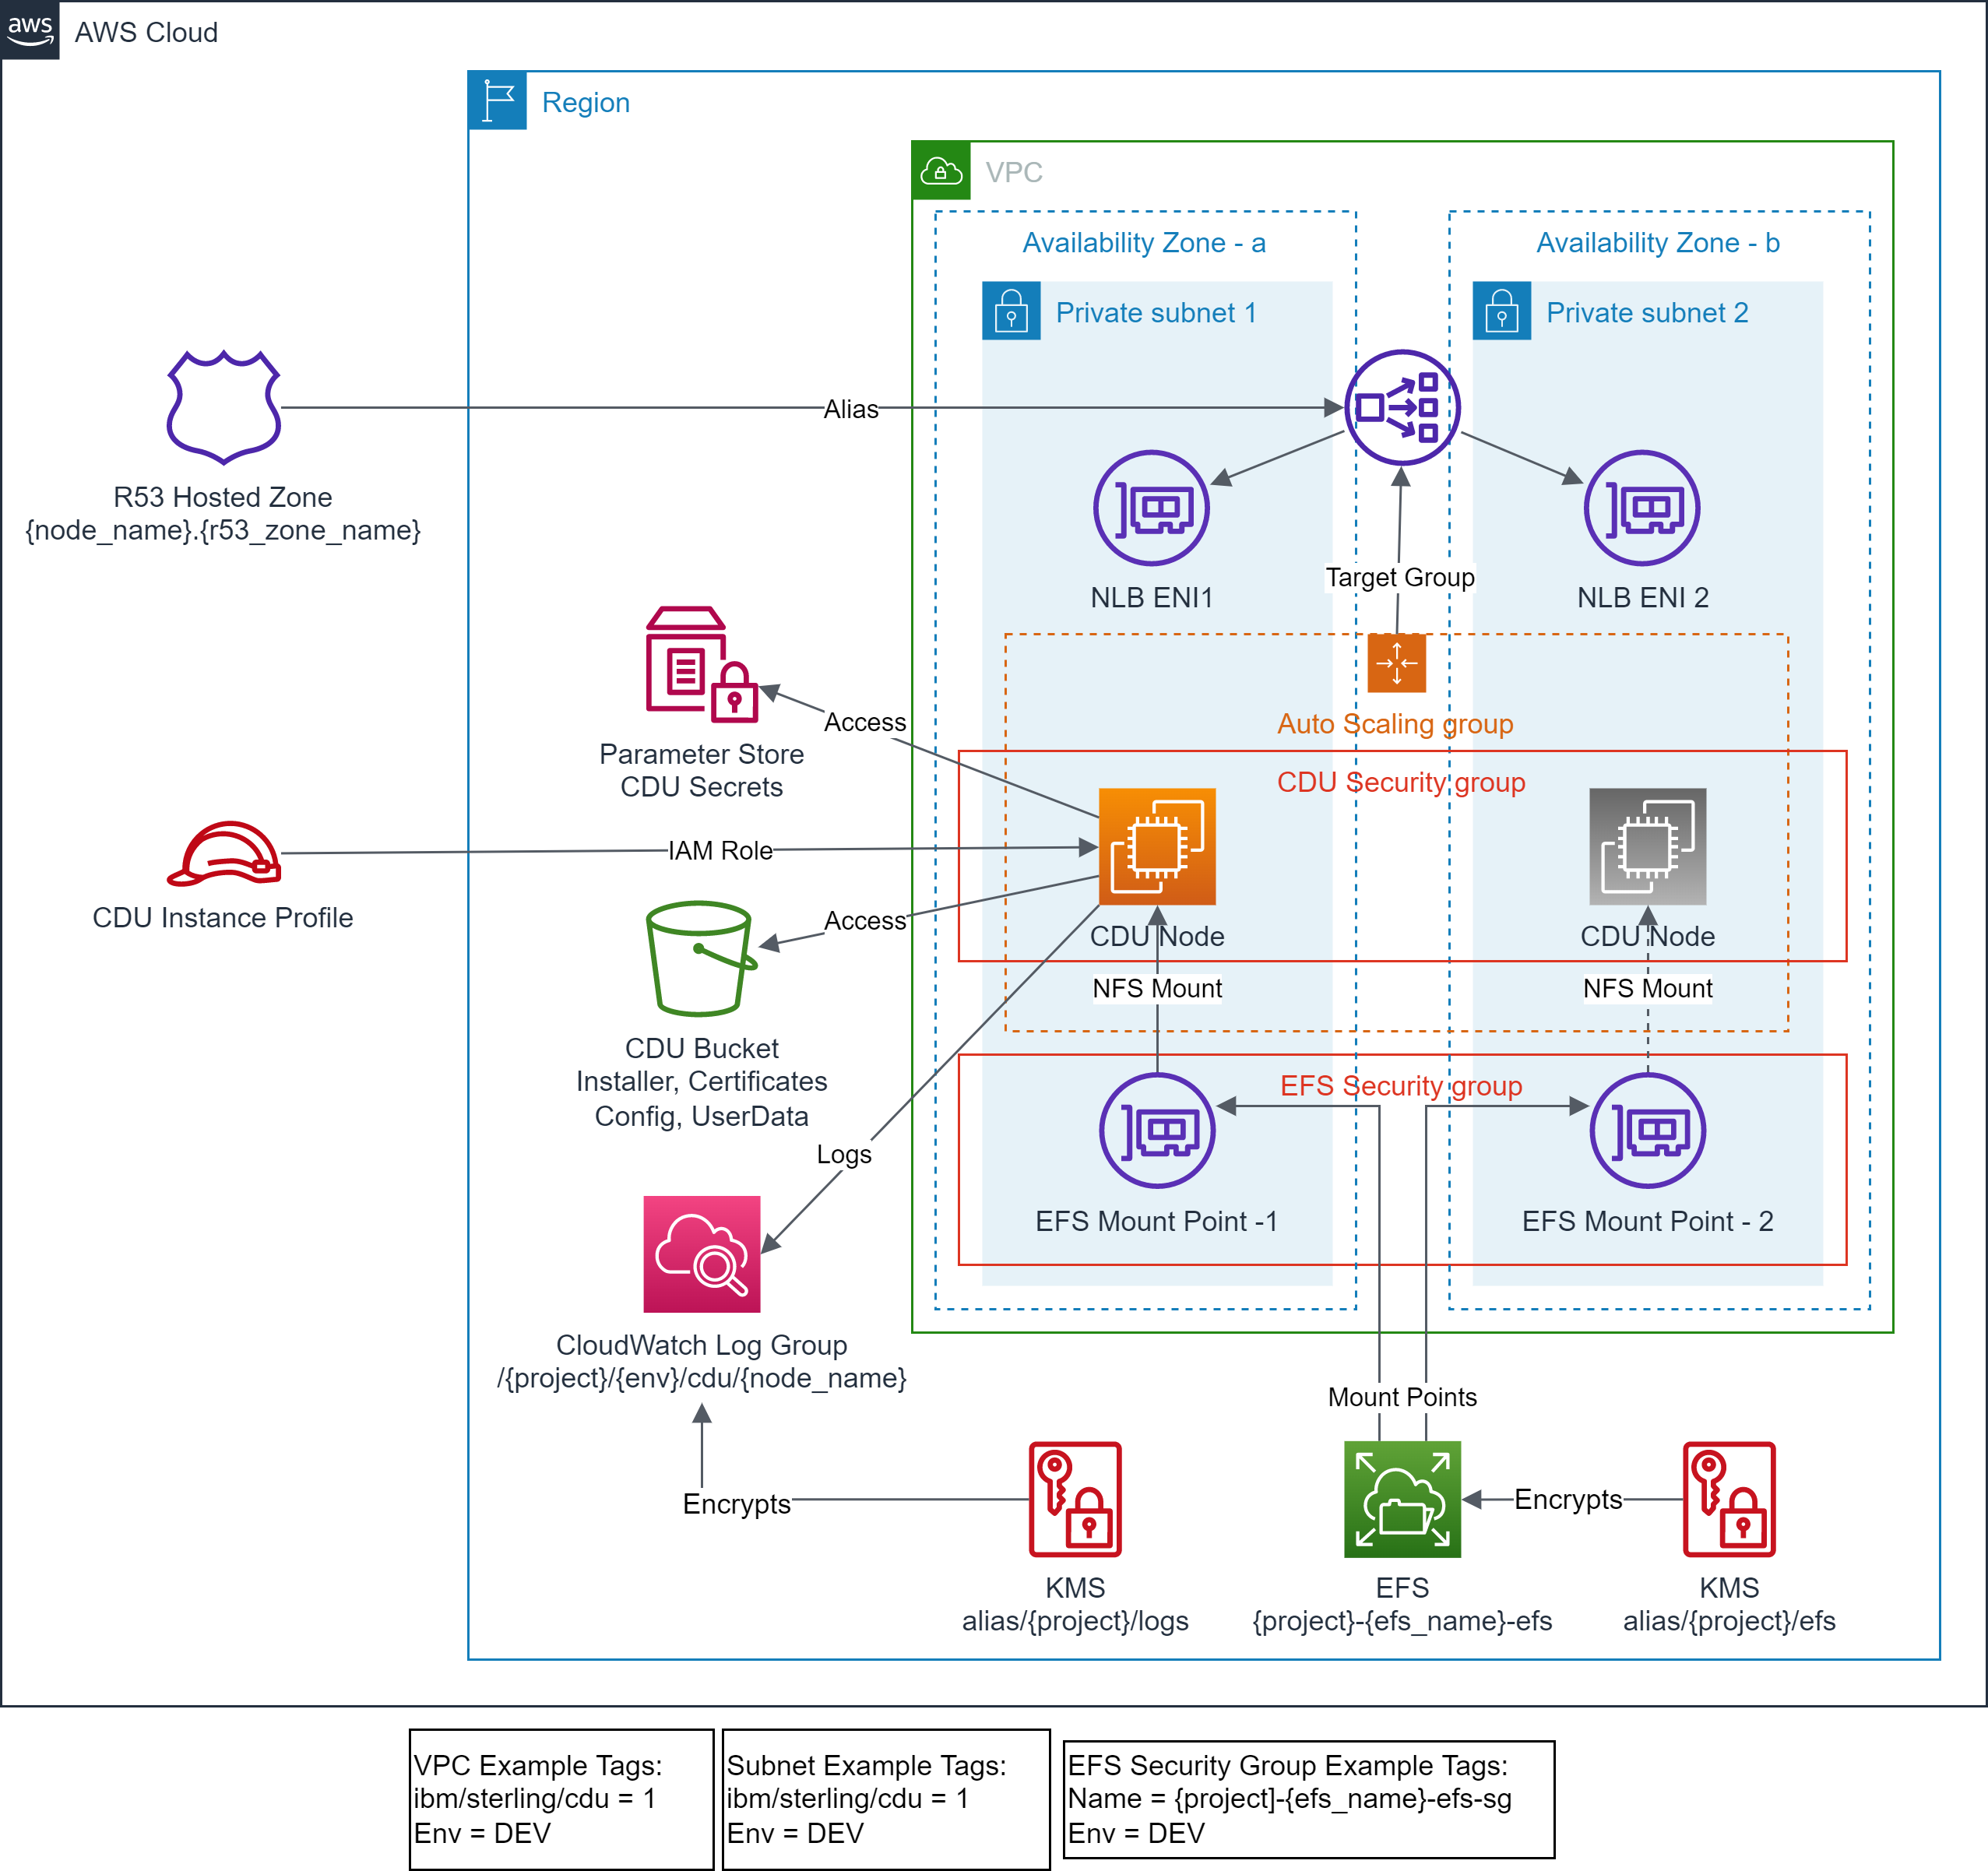 aws
AWS Cloud
Region
VPC
Availability Zone - a
Availability Zone - b
Private subnet 1
Private subnet 2
Alias
R53 Hosted Zone
{node_name}.{r53_zone_name}
NLB ENI1
NLB ENI 2
Target Group
Auto Scaling group
Access
Parameter Store
CDU Secrets
CDU Security group
IAM Role
CDU Instance Profile
Access
CDU Node
CDU Node
NFS Mount
NFS Mount
CDU Bucket
Installer, Certificates
Config, UserData
EFS Security group
Logs
EFS Mount Point -1
EFS Mount Point - 2
CloudWatch Log Group
/{project}/{env}/cdu/{node_name}
Mount Points
Encrypts
Encrypts
KMS
alias/{project}/logs
EFS
{project}-{efs_name}-efs
KMS
alias/{project}/efs
VPC Example Tags:
ibm/sterling/cdu = 1
Env = DEV
Subnet Example Tags:
ibm/sterling/cdu = 1
Env = DEV
EFS Security Group Example Tags:
Name = {project]-{efs_name}-efs-sg
Env = DEV